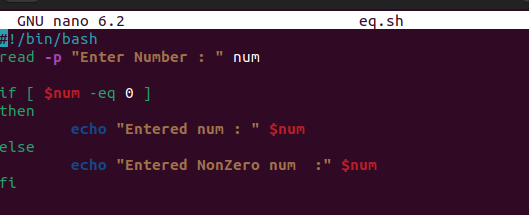 GNU nano 6.2 eq.sh
#!/bin/bash
read -p "Enter Number : " num
if [ $num -eq 0 ]
then
echo "Entered num : " $num
else
echo "Entered NonZero num  :" $num
fi